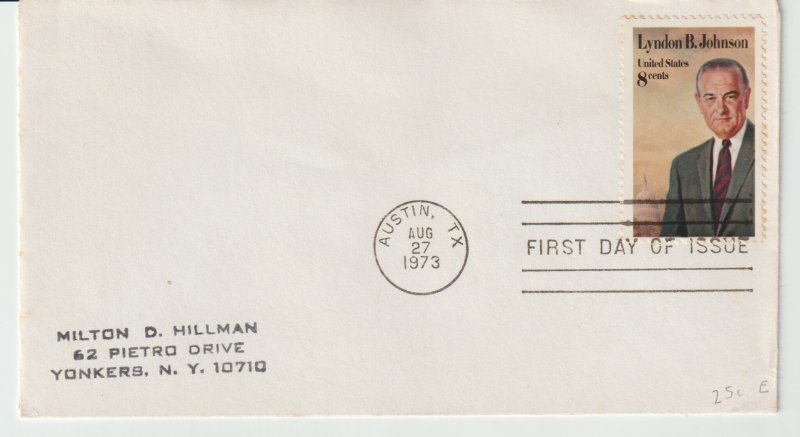 Lyndon B. Johnson
United States
8 cents
AUSTIN, TX
AUG
27
1973
FIRST DAY OF ISSUE
MILTON D. HILLMAN
62 PIETRO DRIVE
YONKERS, N. Y. 10710
25c E